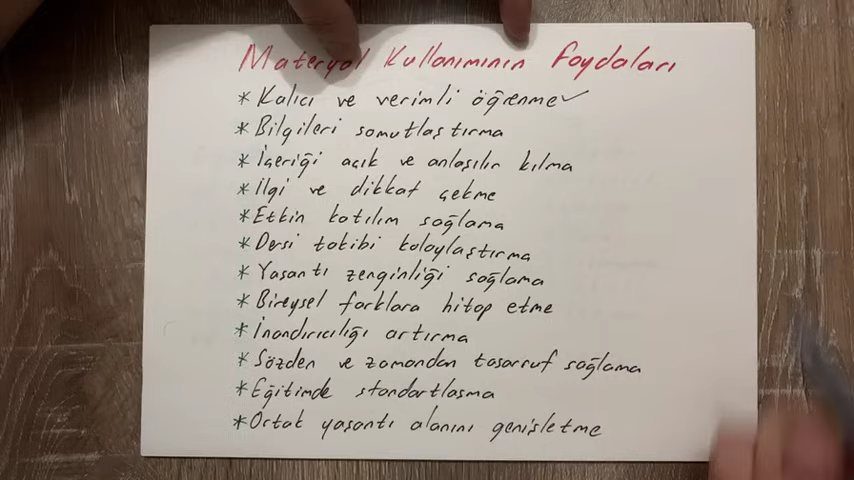 Materyal Kullanımının Faydaları
* Kalıcı ve verimli öğrenme ✓
* Bilgileri somutlaştırma
* İçeriği açık ve anlaşılır kılma
* İlgi ve dikkat çekme
* Etkin katılım sağlama
* Dersi takibi kolaylaştırma
* Yaşantı zenginliği sağlama
* Bireysel farklara hitap etme
* İnandırıcılığı artırma
* Sözden ve zamandan tasarruf sağlama
* Eğitimde standartlaşma
* Ortak yaşantı alanını genişletme